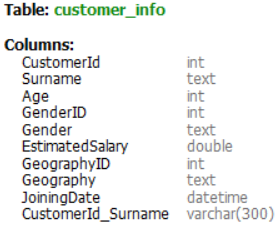 Table: customer_info
Columns:
CustomerId int
Surname text
Age int
GenderID int
Gender text
EstimatedSalary double
GeographyID int
Geography text
JoiningDate datetime
CustomerId_Surname varchar(300)